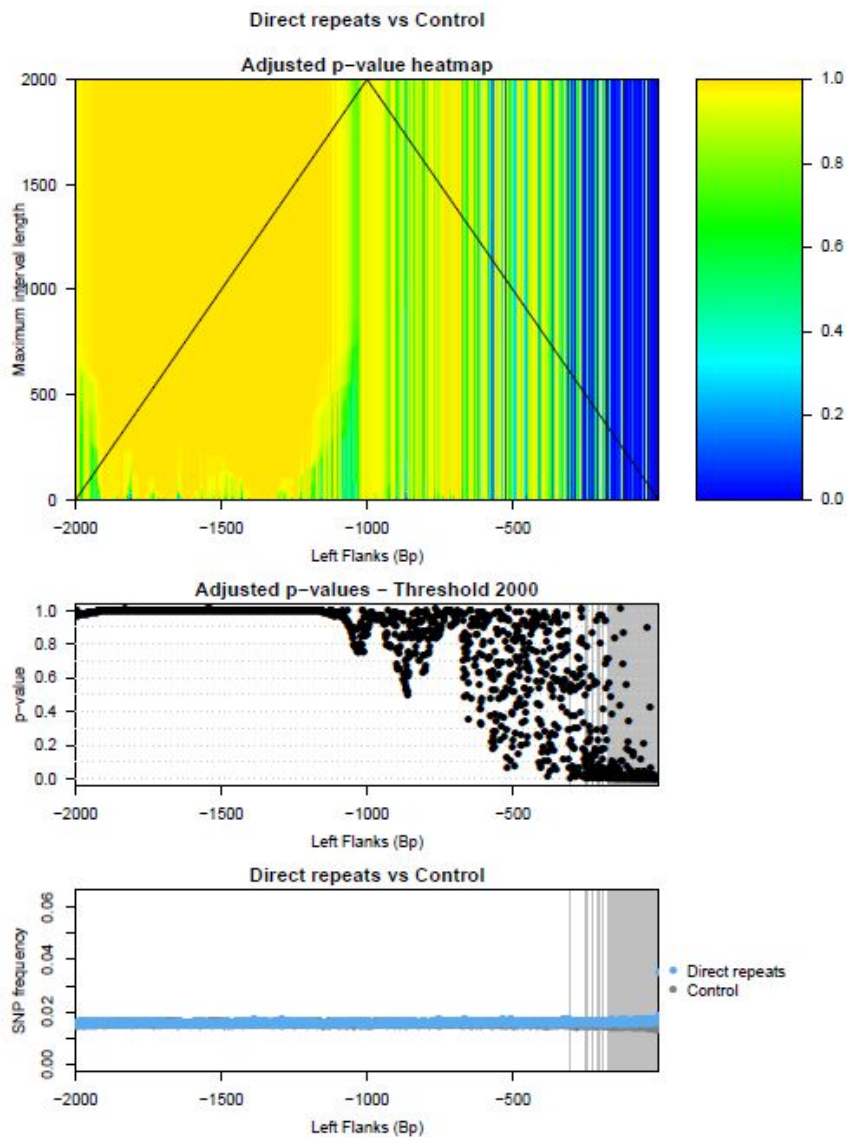 Direct repeats vs Control
Adjusted p−value heatmap
Maximum interval length
2000
1500
1000
500
0
−2000
−1500
−1000
−500
Left Flanks (Bp)
1.0
0.8
0.6
0.4
0.2
0.0
Adjusted p−values − Threshold 2000
p−value
1.0
0.8
0.6
0.4
0.2
0.0
−2000
−1500
−1000
−500
Left Flanks (Bp)
Direct repeats vs Control
SNP frequency
0.06
0.04
0.02
0.00
−2000
−1500
−1000
−500
Left Flanks (Bp)
Direct repeats
Control